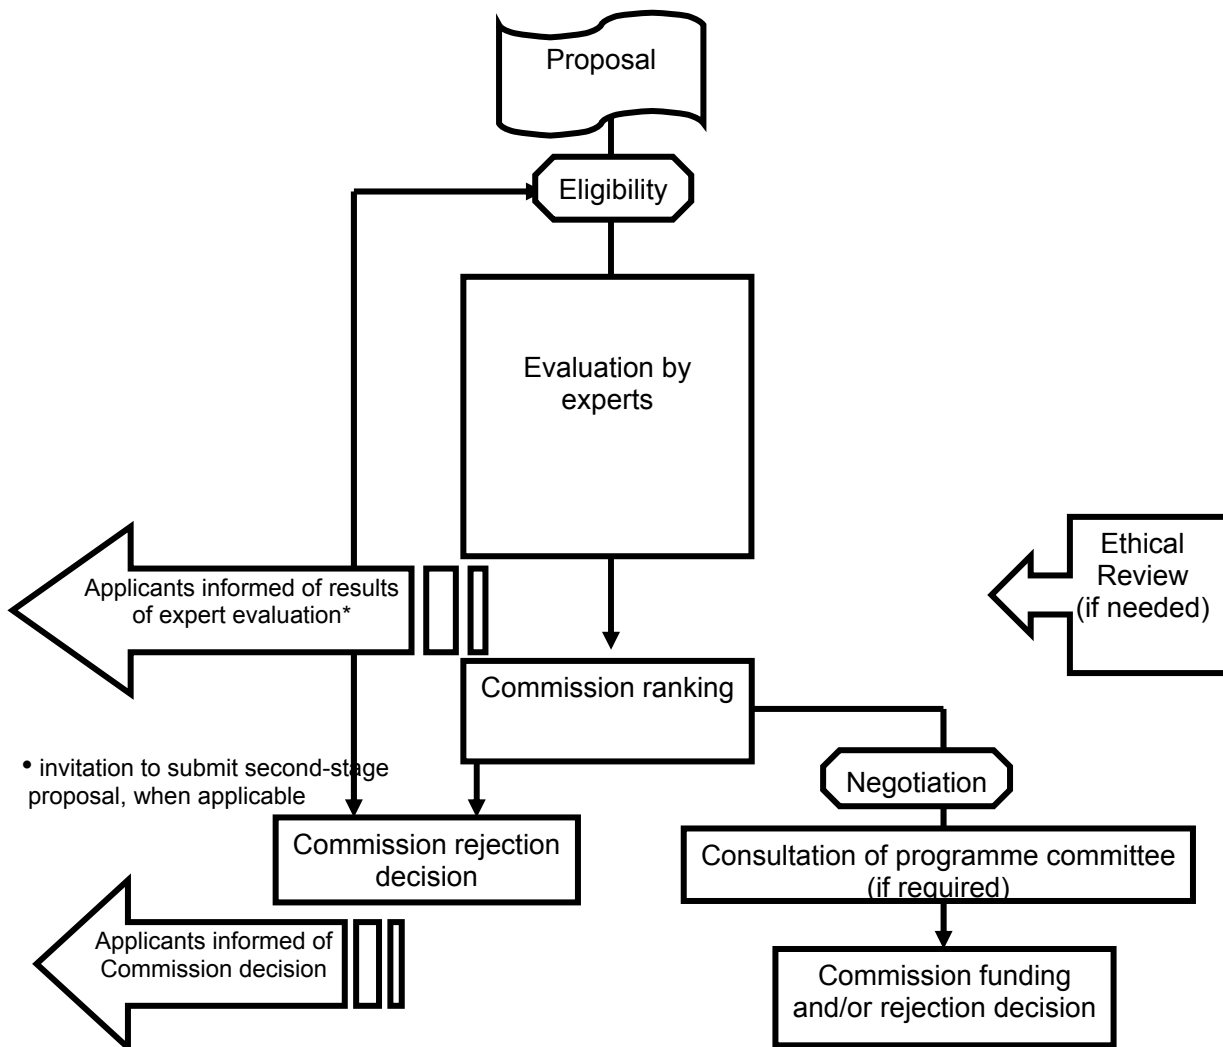 Proposal
Eligibility
Evaluation by
experts
Ethical
Review
(if needed)
Applicants informed of results
of expert evaluation*
Commission ranking
• invitation to submit second-stage
proposal, when applicable
Negotiation
Commission rejection
decision
Consultation of programme committee
(if required)
Applicants informed of
Commission decision
Commission funding
and/or rejection decision